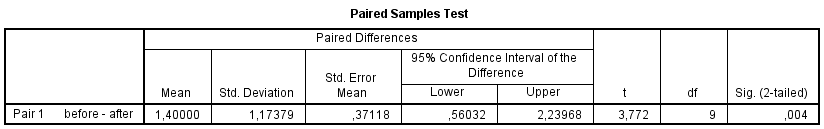 Paired Samples Test
Paired Differences
95% Confidence Interval of the
Difference
Mean Std. Deviation Std. Error
Mean Lower Upper t df Sig. (2-tailed)
Pair 1 before - after 1,40000 1,17379 ,37118 ,56032 2,23968 3,772 9 ,004